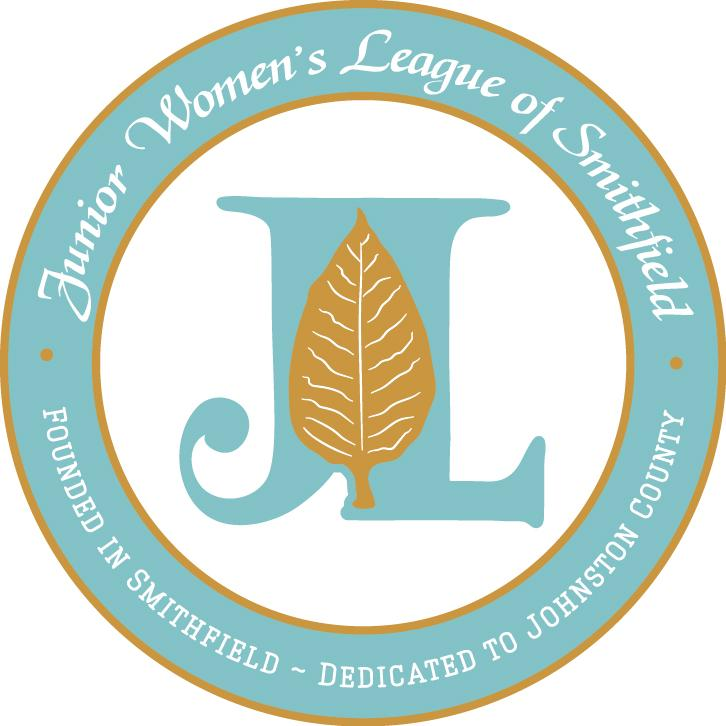 Junior Women's League of Smithfield
JL
FOUNDED IN SMITHFIELD ~ DEDICATED TO JOHNSTON COUNTY